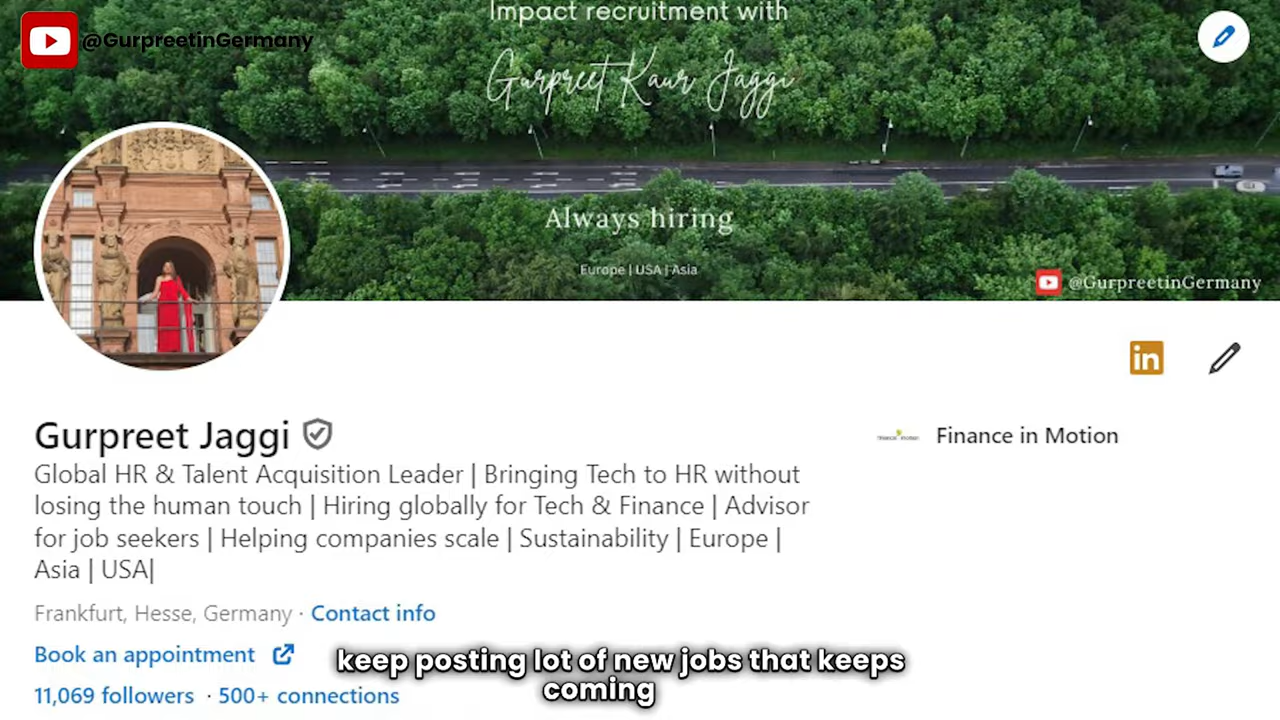 Impact recruitment with
@GurpreetinGermany
Gurpreet Kaur Jaggi
Always hiring
Europe | USA | Asia
@GurpreetinGermany
in
Gurpreet Jaggi
Finance in Motion
Global HR & Talent Acquisition Leader | Bringing Tech to HR without
losing the human touch | Hiring globally for Tech & Finance | Advisor
for job seekers | Helping companies scale | Sustainability | Europe |
Asia | USA|
Frankfurt, Hesse, Germany · Contact info
Book an appointment
keep posting lot of new jobs that keeps
coming
11,069 followers · 500+ connections